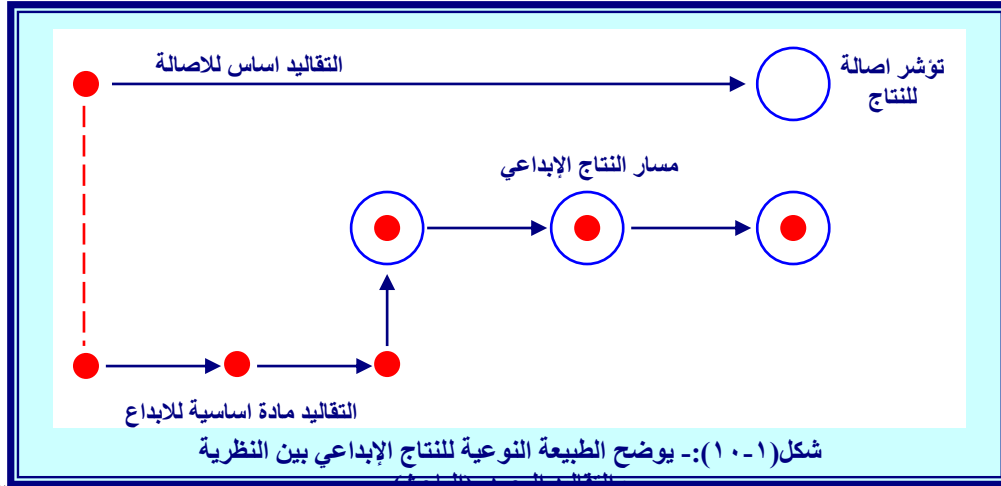 التقاليد اساس للاصالة
تؤشر اصالة
للنتاج
مسار النتاج الإبداعي
التقاليد مادة اساسية للابداع
شكل(١-١٠):- يوضح الطبيعة النوعية للنتاج الإبداعي بين النظرية